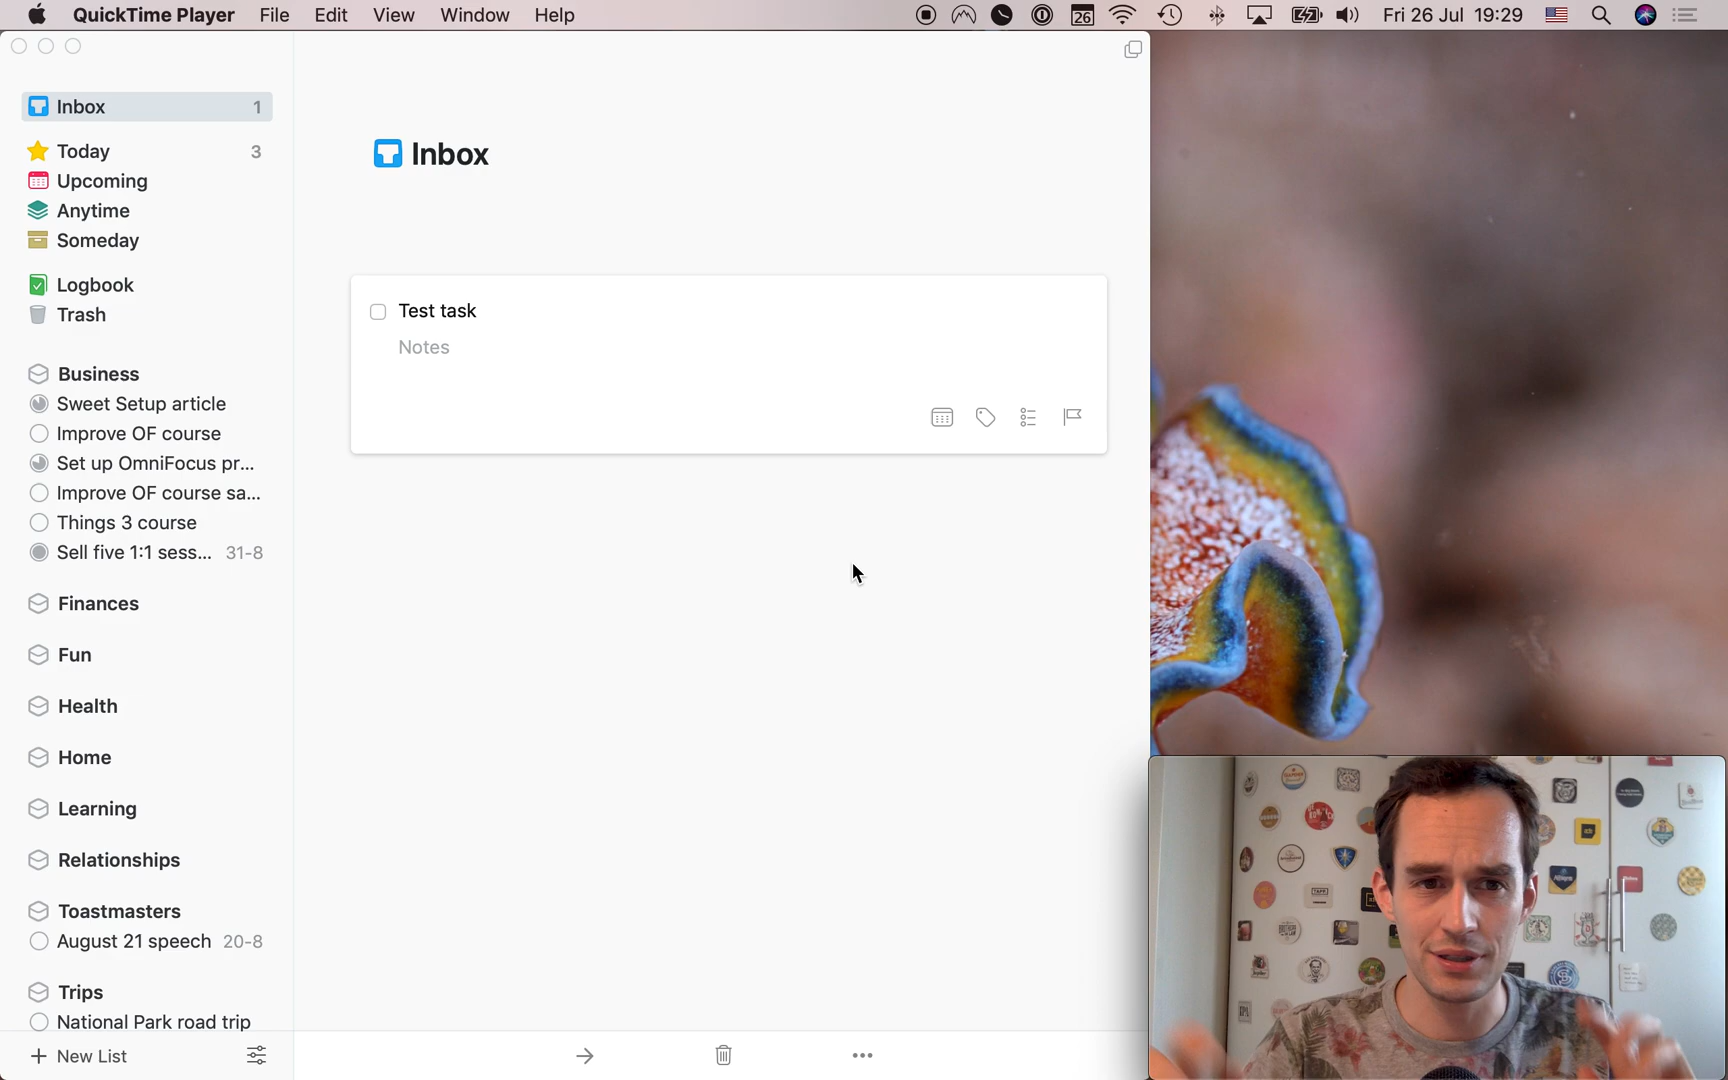 QuickTime Player File Edit View Window Help 26 Fri 26 Jul 19:29
Inbox 1
Today 3
Upcoming
Anytime
Someday
Logbook
Trash
Business
Sweet Setup article
Improve OF course
Set up OmniFocus pr...
Improve OF course sa...
Things 3 course
Sell five 1:1 sess... 31-8
Finances
Fun
Health
Home
Learning
Relationships
Toastmasters
August 21 speech 20-8
Trips
National Park road trip
New List
Inbox
Test task
Notes